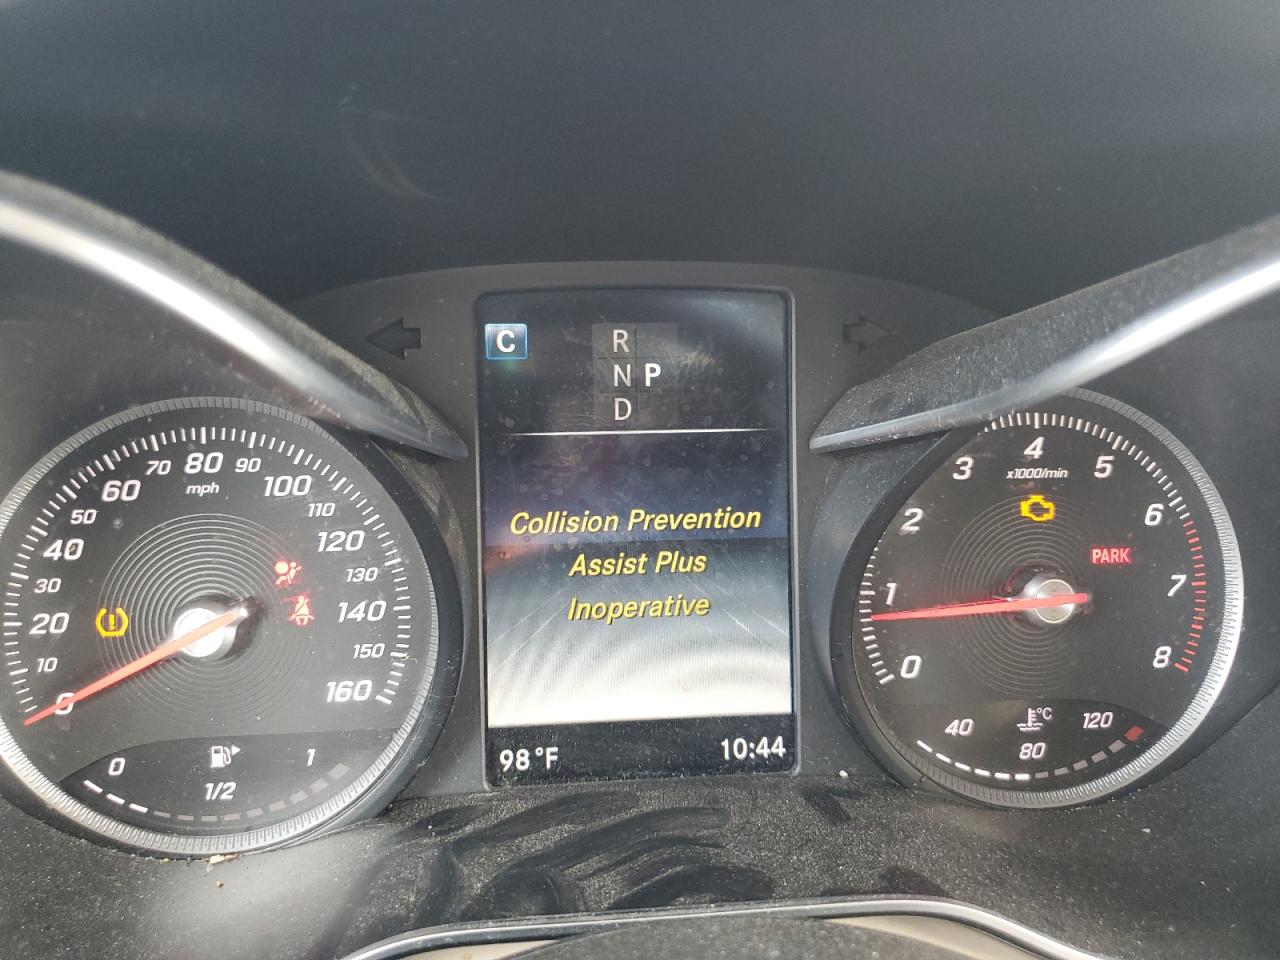 C
R
N P
D
Collision Prevention
Assist Plus
Inoperative
98°F 10:44
0
10
20
30
40
50
60
70
80
90
100
110
120
130
140
150
160
mph
0
1/2
1
0
1
2
3
4
5
6
7
8
x1000/min
PARK
40
80
120
°C